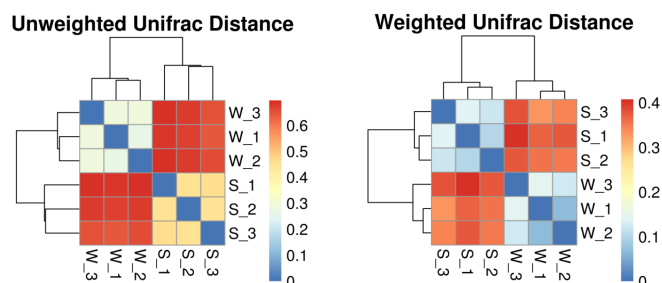 Unweighted Unifrac Distance
W_3
W_1
W_2
S_1
S_2
S_3
0.6
0.5
0.4
0.3
0.2
0.1
0
W_3
W_1
W_2
S_1
S_2
S_3
Weighted Unifrac Distance
S_3
S_1
S_2
W_3
W_1
W_2
0.4
0.3
0.2
0.1
0
S_3
S_1
S_2
W_3
W_1
W_2